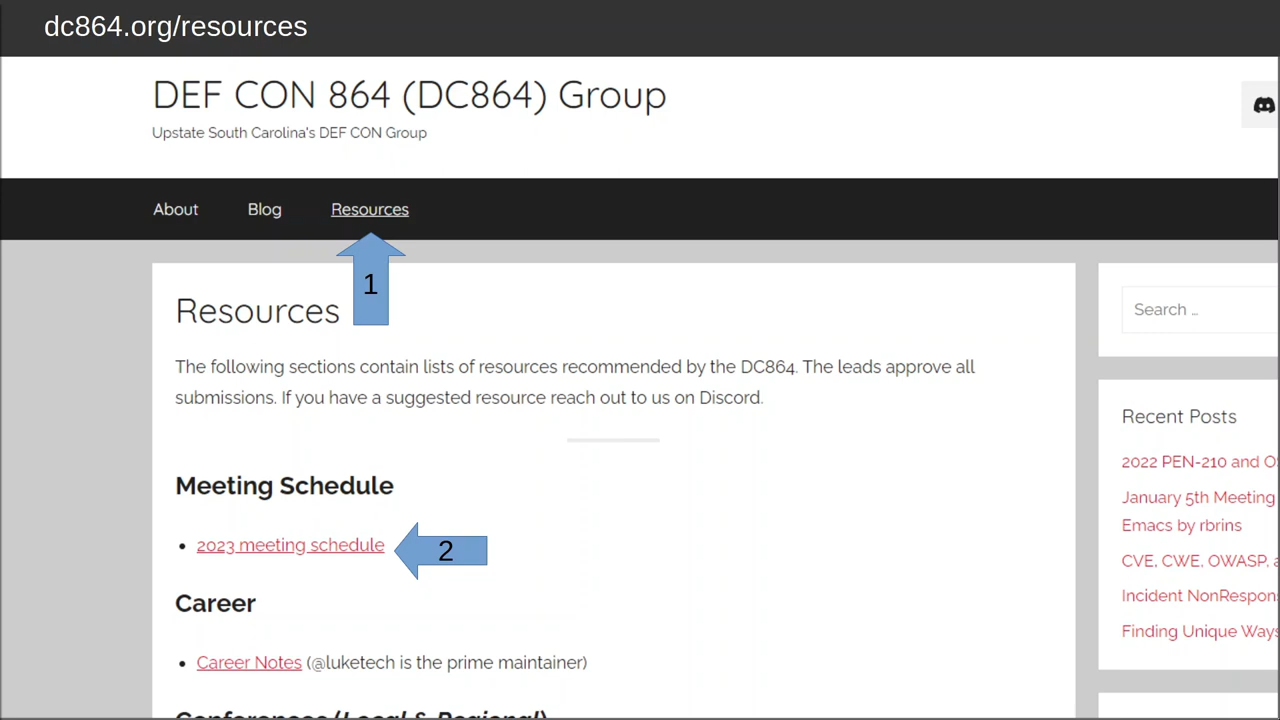 dc864.org/resources
DEF CON 864 (DC864) Group
Upstate South Carolina's DEF CON Group
About Blog Resources
1
Resources
The following sections contain lists of resources recommended by the DC864. The leads approve all
submissions. If you have a suggested resource reach out to us on Discord.
Meeting Schedule
• 2023 meeting schedule
2
Career
• Career Notes (@luketech is the prime maintainer)
Conferences (Local & Regional)
Search …
Recent Posts
2022 PEN-210 and
January 5th Meeting
Emacs by rbrins
CVE, CWE, OWASP,
Incident
Finding Unique Ways